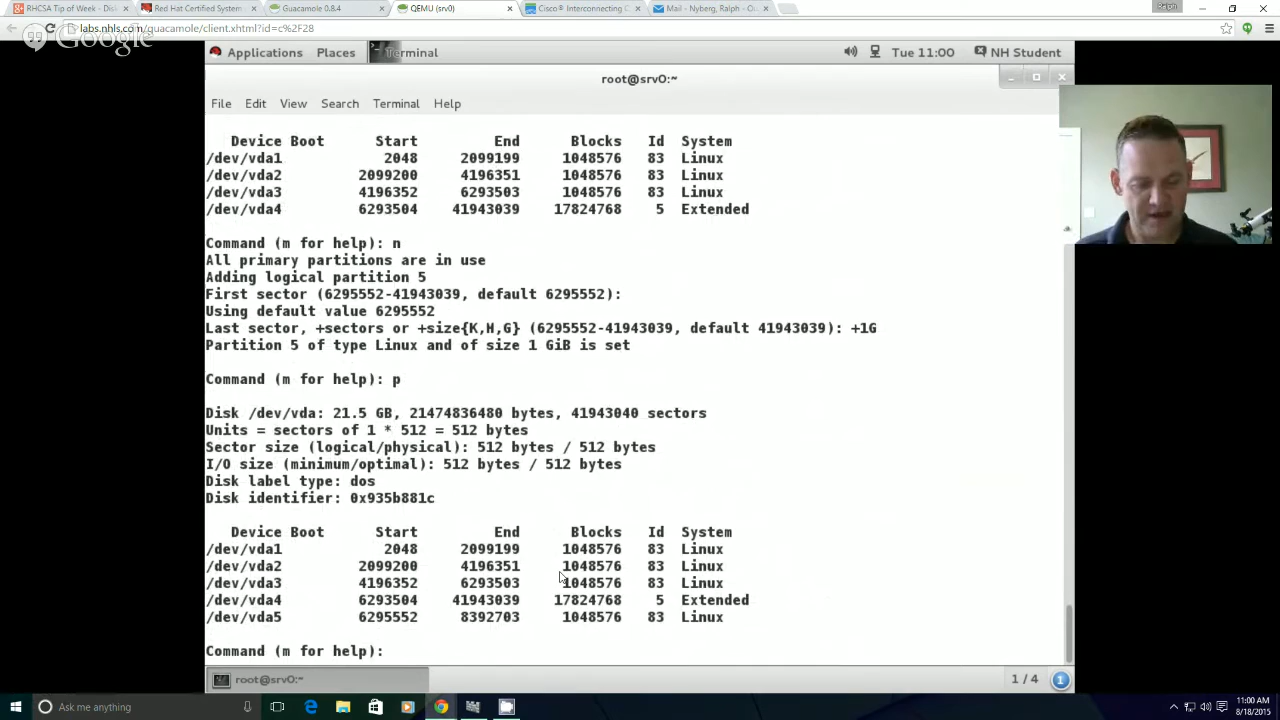 RHCSA Tip of Week - Disk
Red Hat Certified System
Guacamole 0.8.4
QEMU (srv0)
Cisco® Interconnecting C
Mail - Nyberg, Ralph - O
Ralph
labs.nhls.com/guacamole/client.xhtml?id=c%2F28
Google
Applications Places Terminal Tue 11:00 NH Student
root@srv0:~
File Edit View Search Terminal Help
Device Boot Start End Blocks Id System
/dev/vda1 2048 2099199 1048576 83 Linux
/dev/vda2 2099200 4196351 1048576 83 Linux
/dev/vda3 4196352 6293503 1048576 83 Linux
/dev/vda4 6293504 41943039 17824768 5 Extended
Command (m for help): n
All primary partitions are in use
Adding logical partition 5
First sector (6295552-41943039, default 6295552):
Using default value 6295552
Last sector, +sectors or +size{K,M,G} (6295552-41943039, default 41943039): +1G
Partition 5 of type Linux and of size 1 GiB is set
Command (m for help): p
Disk /dev/vda: 21.5 GB, 21474836480 bytes, 41943040 sectors
Units = sectors of 1 * 512 = 512 bytes
Sector size (logical/physical): 512 bytes / 512 bytes
I/O size (minimum/optimal): 512 bytes / 512 bytes
Disk label type: dos
Disk identifier: 0x935b881c
Device Boot Start End Blocks Id System
/dev/vda1 2048 2099199 1048576 83 Linux
/dev/vda2 2099200 4196351 1048576 83 Linux
/dev/vda3 4196352 6293503 1048576 83 Linux
/dev/vda4 6293504 41943039 17824768 5 Extended
/dev/vda5 6295552 8392703 1048576 83 Linux
Command (m for help):
root@srv0:~ 1 / 4
Ask me anything
11:00 AM
8/18/2015